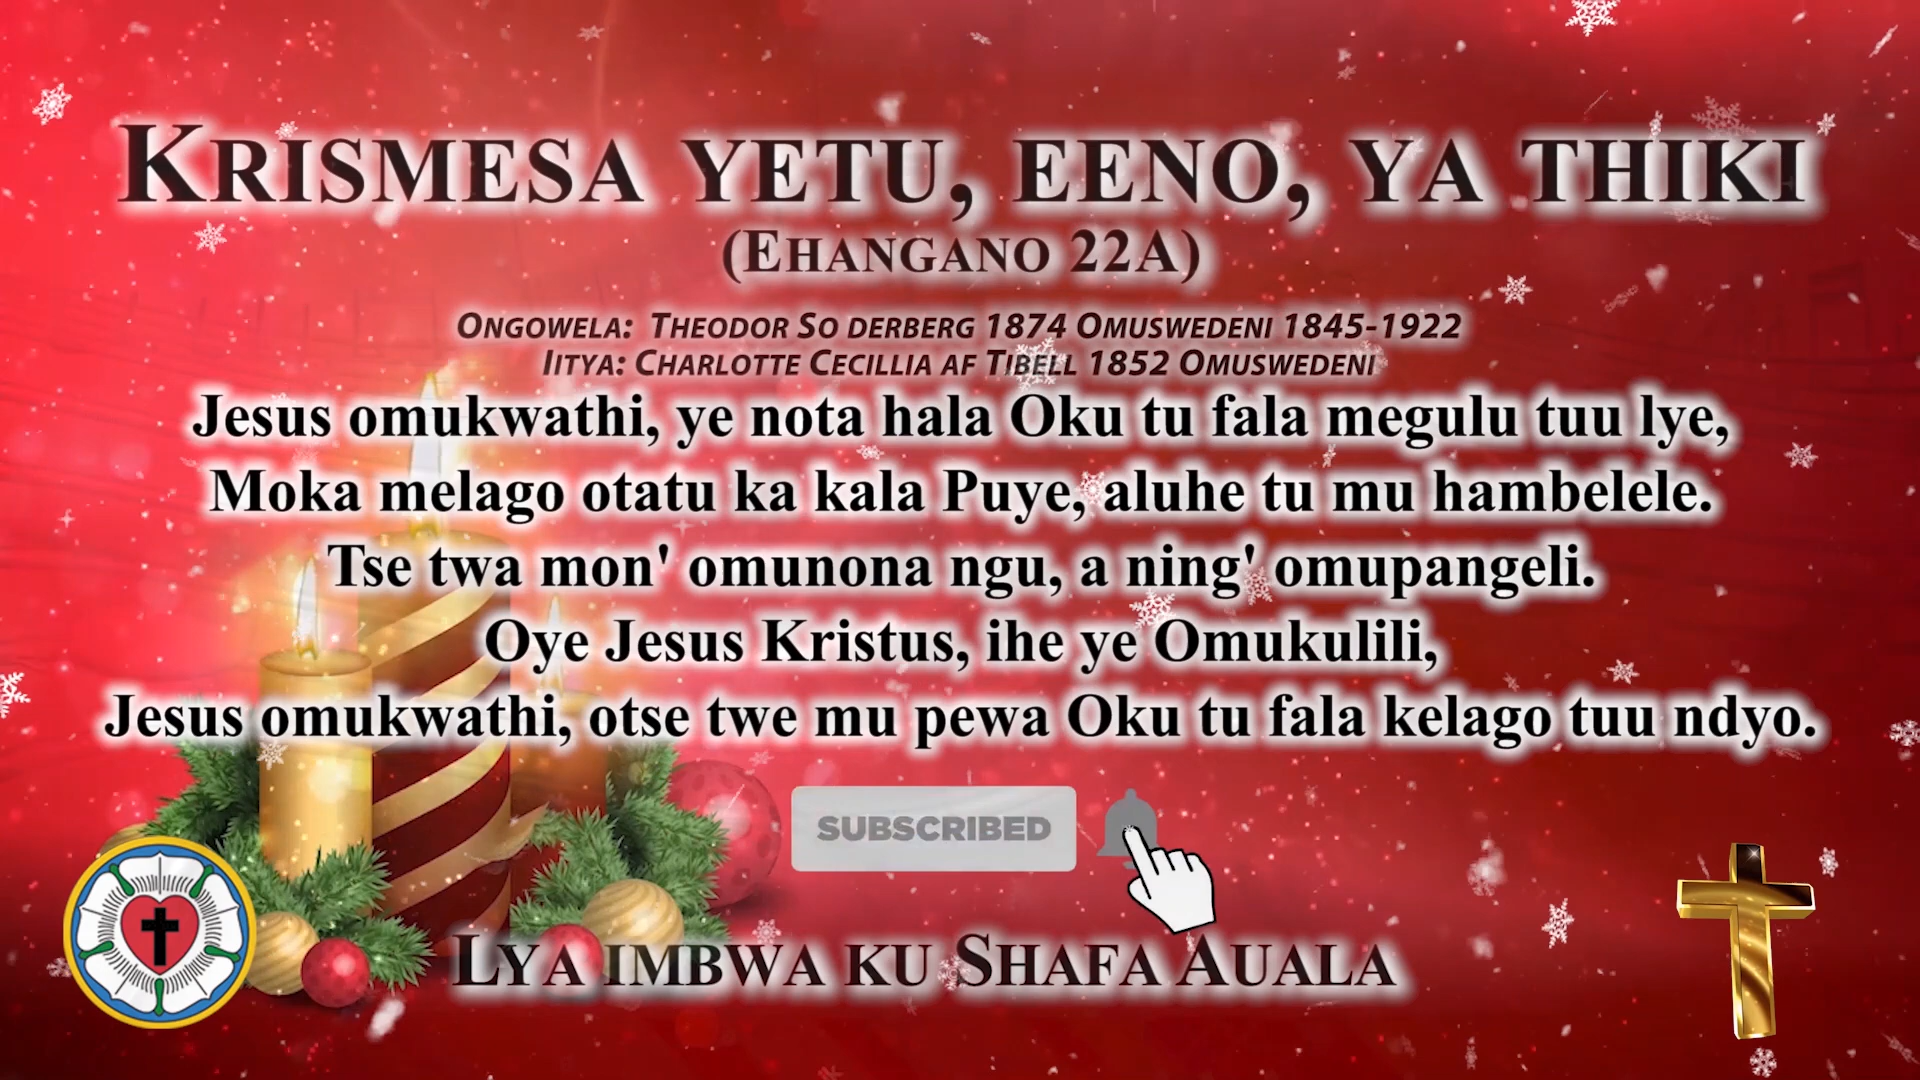 Krismesa yetu, eeno, ya thiki
(Ehangano 22A)
Ongowela: Theodor So derberg 1874 Omuswedeni 1845-1922
Iitya: Charlotte Cecillia af Tibell 1852 Omuswedeni
Jesus omukwathi, ye nota hala Oku tu fala megulu tuu lye,
Moka melago otatu ka kala Puye, aluhe tu mu hambelele.
Tse twa mon' omunona ngu, a ning' omupangeli.
Oye Jesus Kristus, ihe ye Omukulili,
Jesus omukwathi, otse twe mu pewa Oku tu fala kelago tuu ndyo.
SUBSCRIBED
Lya imbwa ku Shafa Auala